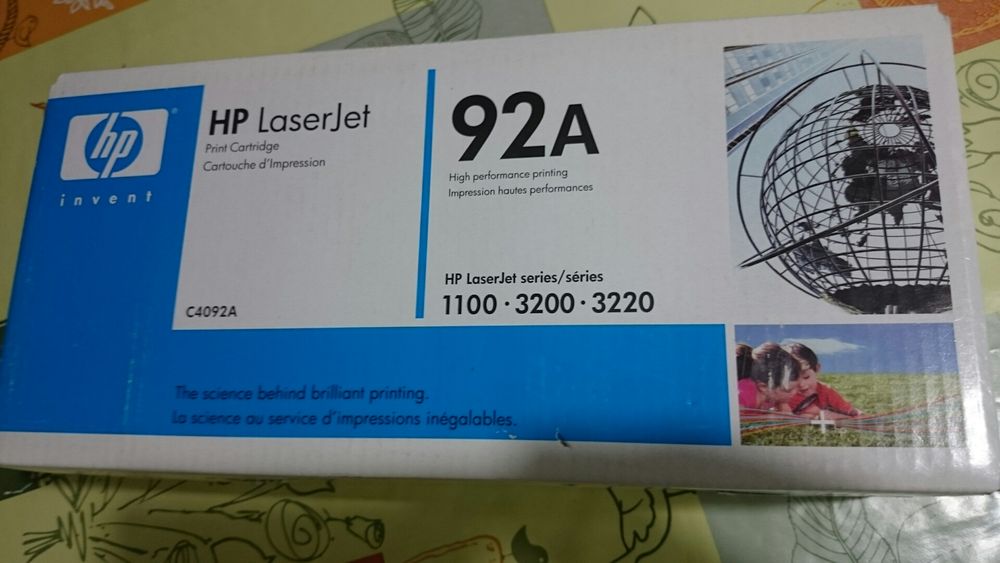 hp
®
invent
HP LaserJet
Print Cartridge
Cartouche d'Impression
C4092A
92A
High performance printing
Impression hautes performances
HP LaserJet series/séries
1100 · 3200 · 3220
The science behind brilliant printing.
La science au service d'impressions inégalables.